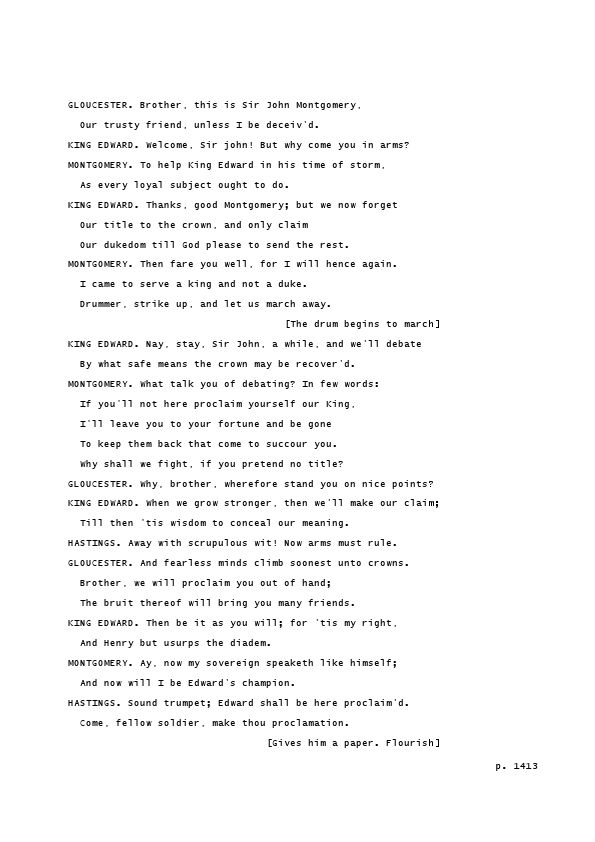 GLOUCESTER. Brother, this is Sir John Montgomery,
Our trusty friend, unless I be deceiv'd.
KING EDWARD. Welcome, Sir john! But why come you in arms?
MONTGOMERY. To help King Edward in his time of storm,
As every loyal subject ought to do.
KING EDWARD. Thanks, good Montgomery; but we now forget
Our title to the crown, and only claim
Our dukedom till God please to send the rest.
MONTGOMERY. Then fare you well, for I will hence again.
I came to serve a king and not a duke.
Drummer, strike up, and let us march away.
[The drum begins to march]
KING EDWARD. Nay, stay, Sir John, a while, and we'll debate
By what safe means the crown may be recover'd.
MONTGOMERY. What talk you of debating? In few words:
If you'll not here proclaim yourself our King,
I'll leave you to your fortune and be gone
To keep them back that come to succour you.
Why shall we fight, if you pretend no title?
GLOUCESTER. Why, brother, wherefore stand you on nice points?
KING EDWARD. When we grow stronger, then we'll make our claim;
Till then 'tis wisdom to conceal our meaning.
HASTINGS. Away with scrupulous wit! Now arms must rule.
GLOUCESTER. And fearless minds climb soonest unto crowns.
Brother, we will proclaim you out of hand;
The bruit thereof will bring you many friends.
KING EDWARD. Then be it as you will; for 'tis my right,
And Henry but usurps the diadem.
MONTGOMERY. Ay, now my sovereign speaketh like himself;
And now will I be Edward's champion.
HASTINGS. Sound trumpet; Edward shall be here proclaim'd.
Come, fellow soldier, make thou proclamation.
[Gives him a paper. Flourish]
p. 1413